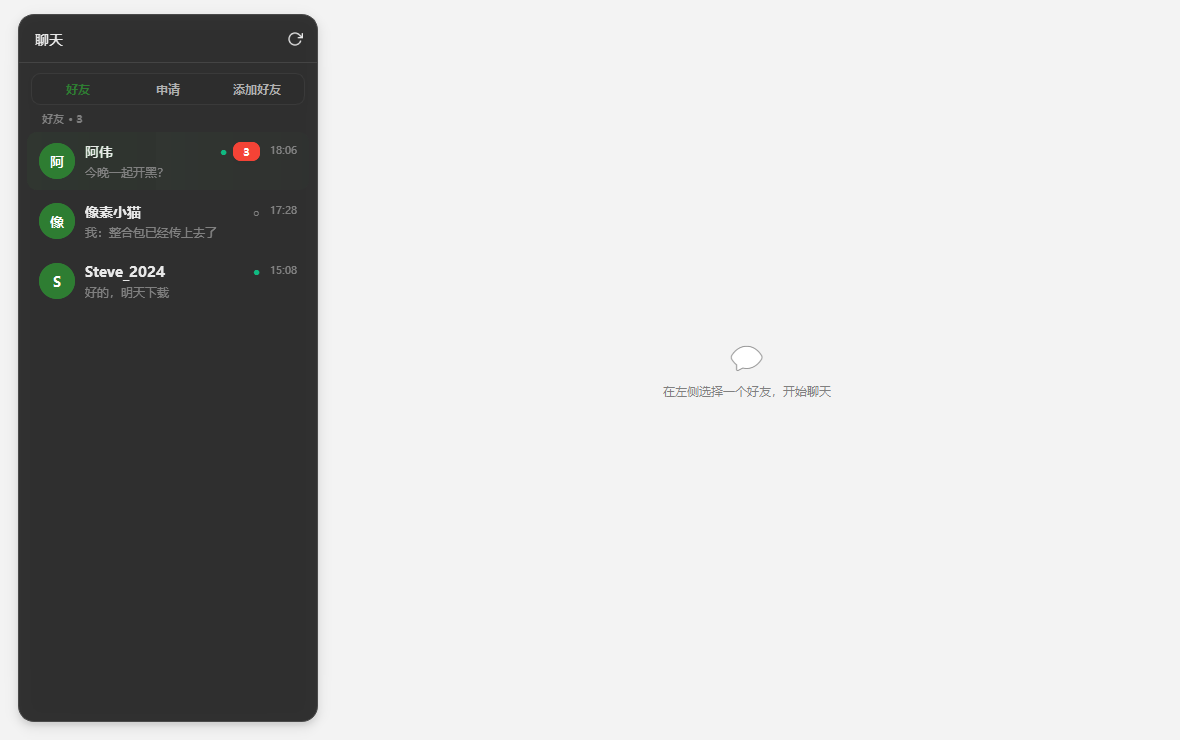 聊天
好友 申请 添加好友
好友 • 3
阿 阿伟 3 18:06
今晚一起开黑?
像 像素小猫 17:28
我：整合包已经传上去了
S Steve_2024 15:08
好的，明天下载
在左侧选择一个好友，开始聊天